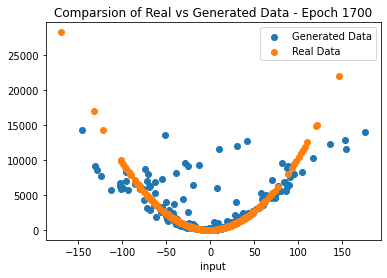 Comparsion of Real vs Generated Data - Epoch 1700
Generated Data
Real Data
25000
20000
15000
10000
5000
0
−150 −100 −50 0 50 100 150
input